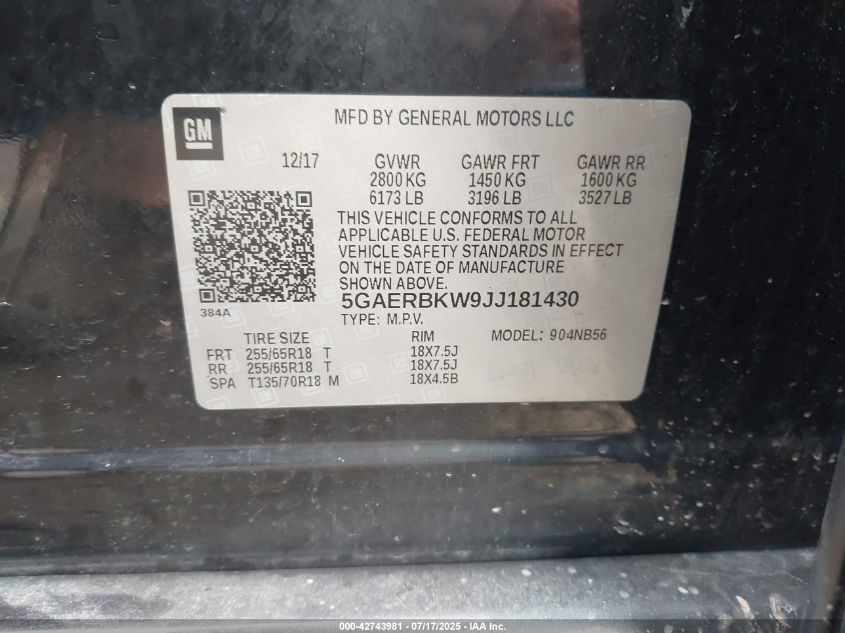 GM
MFD BY GENERAL MOTORS LLC
12/17 GVWR GAWR FRT GAWR RR
2800 KG 1450 KG 1600 KG
6173 LB 3196 LB 3527 LB
THIS VEHICLE CONFORMS TO ALL
APPLICABLE U.S. FEDERAL MOTOR
VEHICLE SAFETY STANDARDS IN EFFECT
ON THE DATE OF MANUFACTURE
SHOWN ABOVE.
384A
5GAERBKW9JJ181430
TYPE: M.P.V.
TIRE SIZE RIM MODEL: 904NB56
FRT 255/65R18 T 18X7.5J
RR 255/65R18 T 18X7.5J
SPA T135/70R18 M 18X4.5B
000-42743981 - 07/17/2025 - IAA Inc.